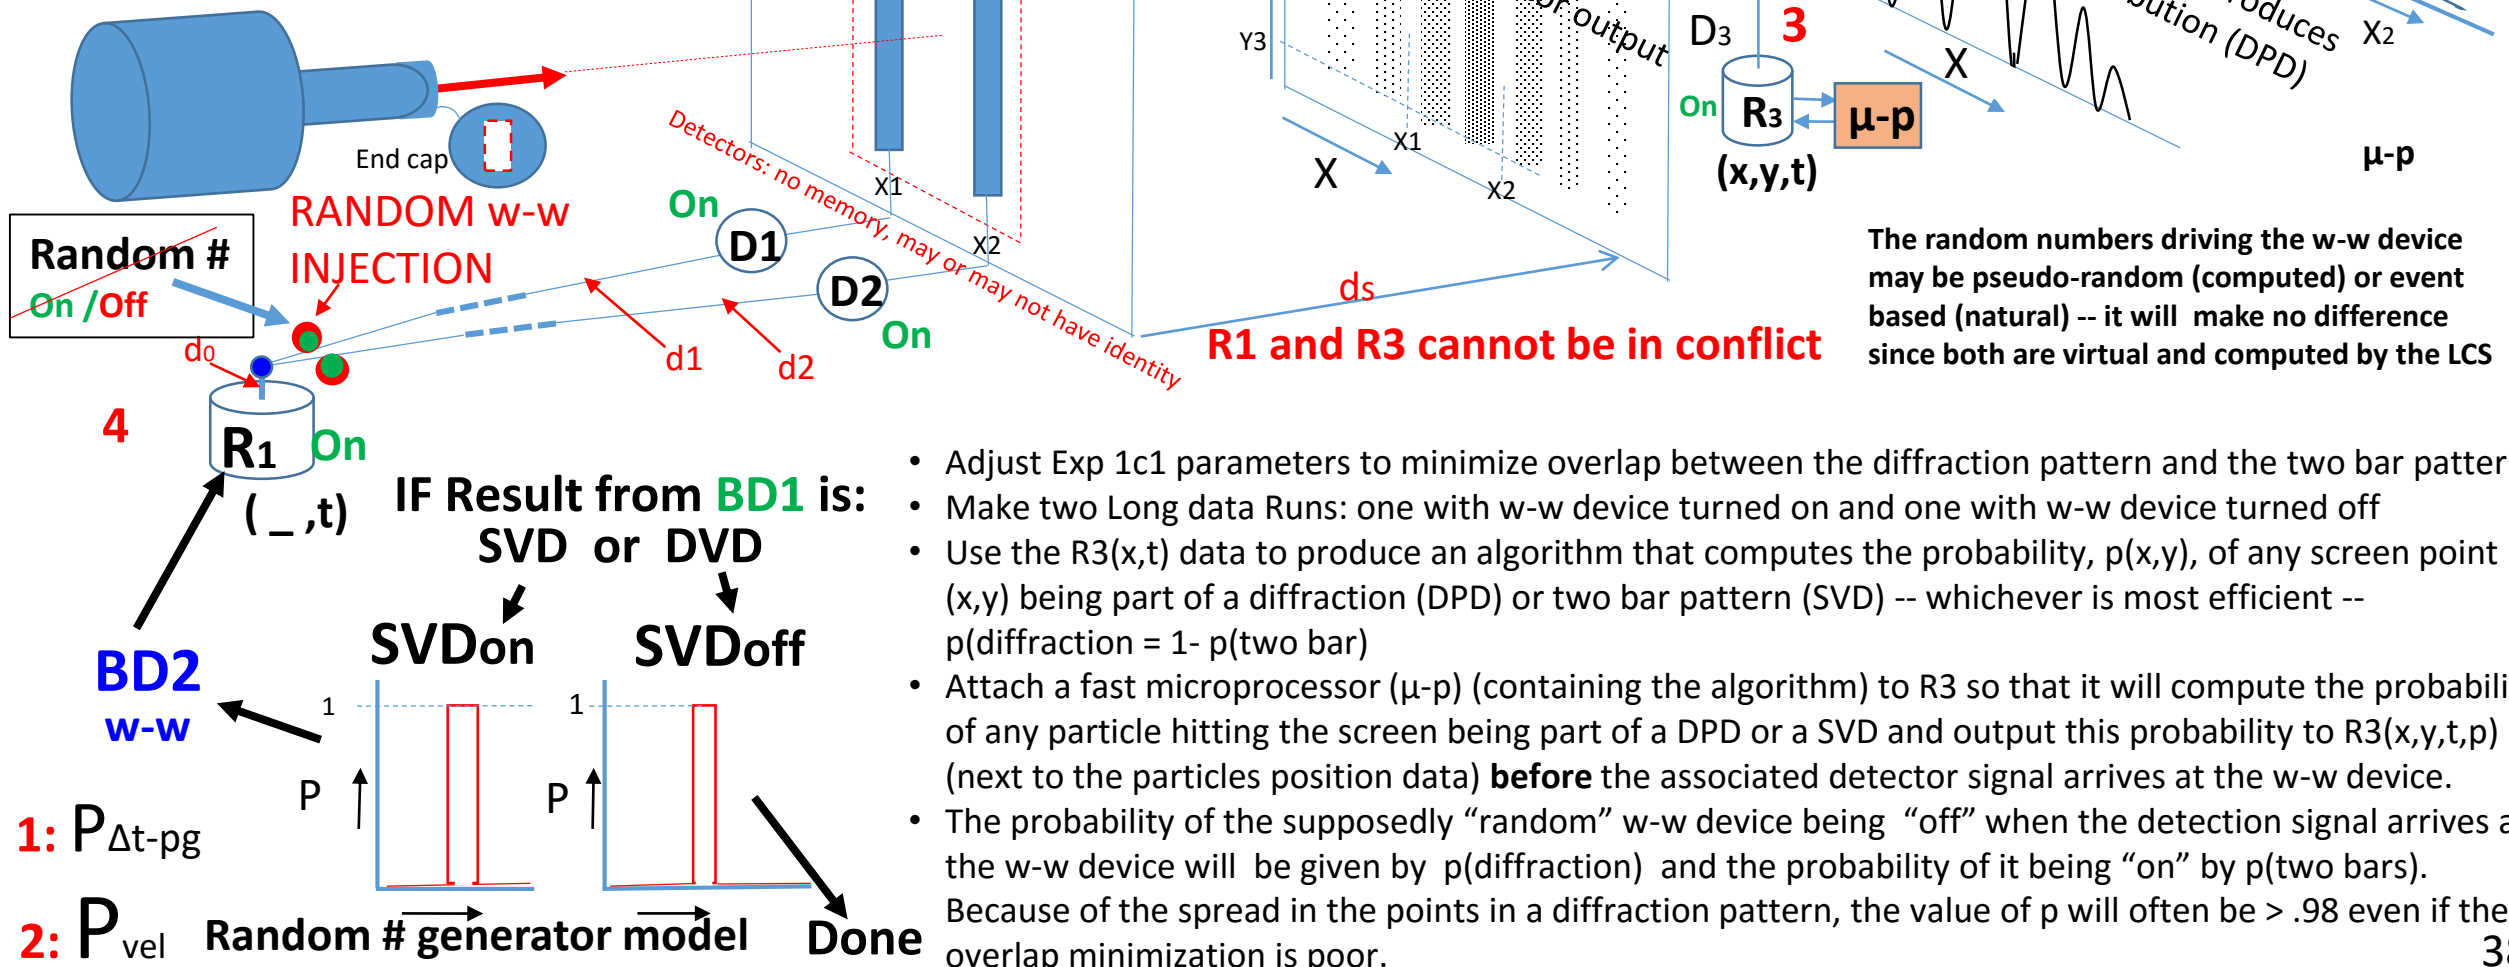 or output
oduces
bution (DPD)
Y3
D3
3
X2
X
End cap
X1
On
R3
μ-p
X1
X
X2
(x,y,t)
μ-p
Detectors: no memory, may or may not have identity
RANDOM w-w
INJECTION
On
D1
X2
D2
On
Random #
On /Off
d0
d1
d2
ds
R1 and R3 cannot be in conflict
The random numbers driving the w-w device
may be pseudo-random (computed) or event
based (natural) -- it will make no difference
since both are virtual and computed by the LCS
4
R1
On
( _ ,t)
IF Result from BD1 is:
SVD or DVD
SVDon
SVDoff
BD2
w-w
1
1
P
P
1: PΔt-pg
2: Pvel
Random # generator model
Done
• Adjust Exp 1c1 parameters to minimize overlap between the diffraction pattern and the two bar patter
• Make two Long data Runs: one with w-w device turned on and one with w-w device turned off
• Use the R3(x,t) data to produce an algorithm that computes the probability, p(x,y), of any screen point
(x,y) being part of a diffraction (DPD) or two bar pattern (SVD) -- whichever is most efficient --
p(diffraction = 1- p(two bar)
• Attach a fast microprocessor (μ-p) (containing the algorithm) to R3 so that it will compute the probabili
of any particle hitting the screen being part of a DPD or a SVD and output this probability to R3(x,y,t,p)
(next to the particles position data) before the associated detector signal arrives at the w-w device.
• The probability of the supposedly “random” w-w device being “off” when the detection signal arrives a
the w-w device will be given by p(diffraction) and the probability of it being “on” by p(two bars).
Because of the spread in the points in a diffraction pattern, the value of p will often be > .98 even if the
overlap minimization is poor.